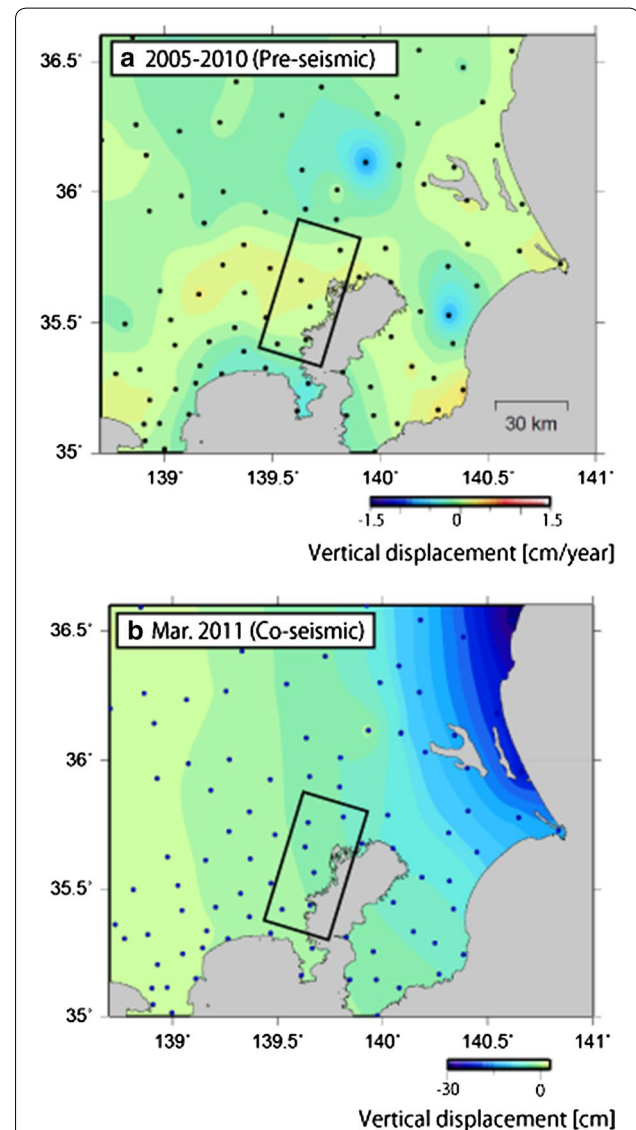 a 2005-2010 (Pre-seismic)
36.5˚
36˚
35.5˚
35˚
30 km
139˚ 139.5˚ 140˚ 140.5˚ 141˚
-1.5 0 1.5
Vertical displacement [cm/year]
b Mar. 2011 (Co-seismic)
36.5˚
36˚
35.5˚
35˚
139˚ 139.5˚ 140˚ 140.5˚ 141˚
-30 0
Vertical displacement [cm]